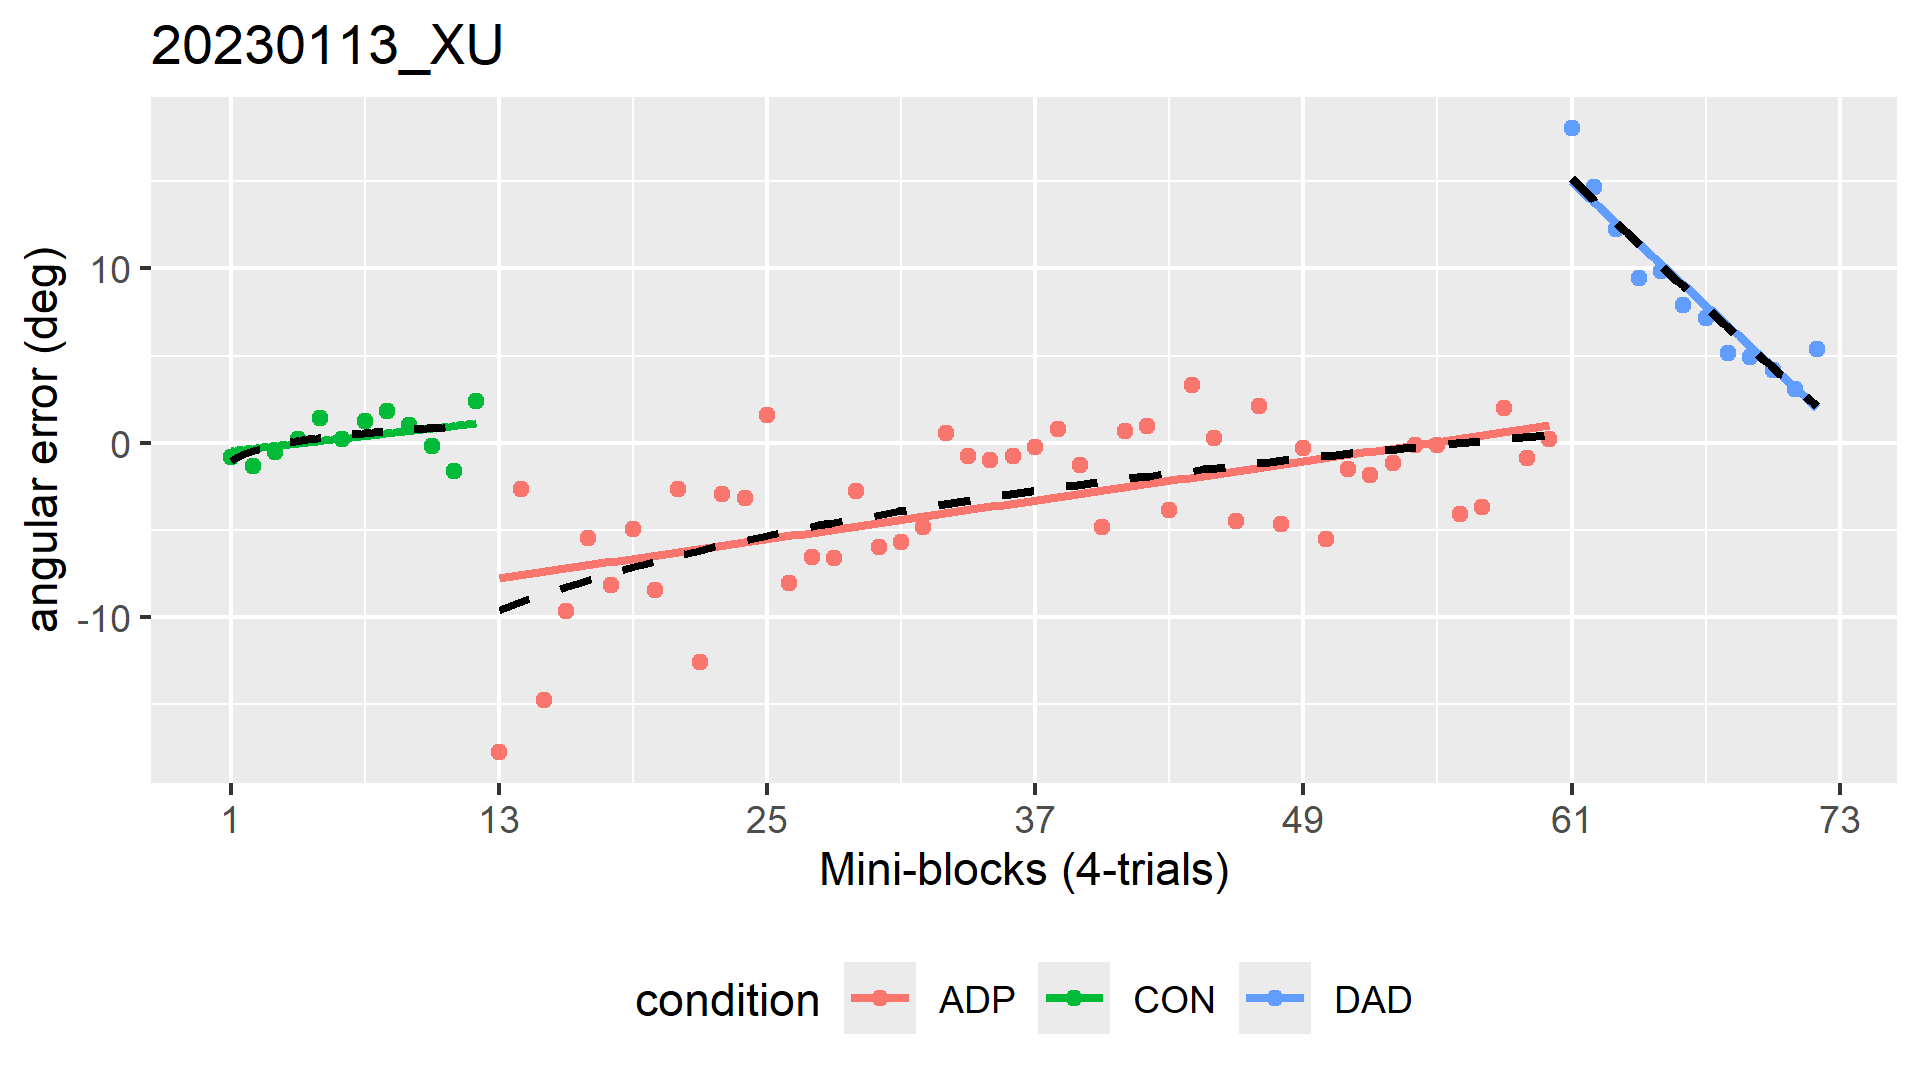 20230113_XU
angular error (deg)
10
0
-10
1 13 25 37 49 61 73
Mini-blocks (4-trials)
condition ADP CON DAD